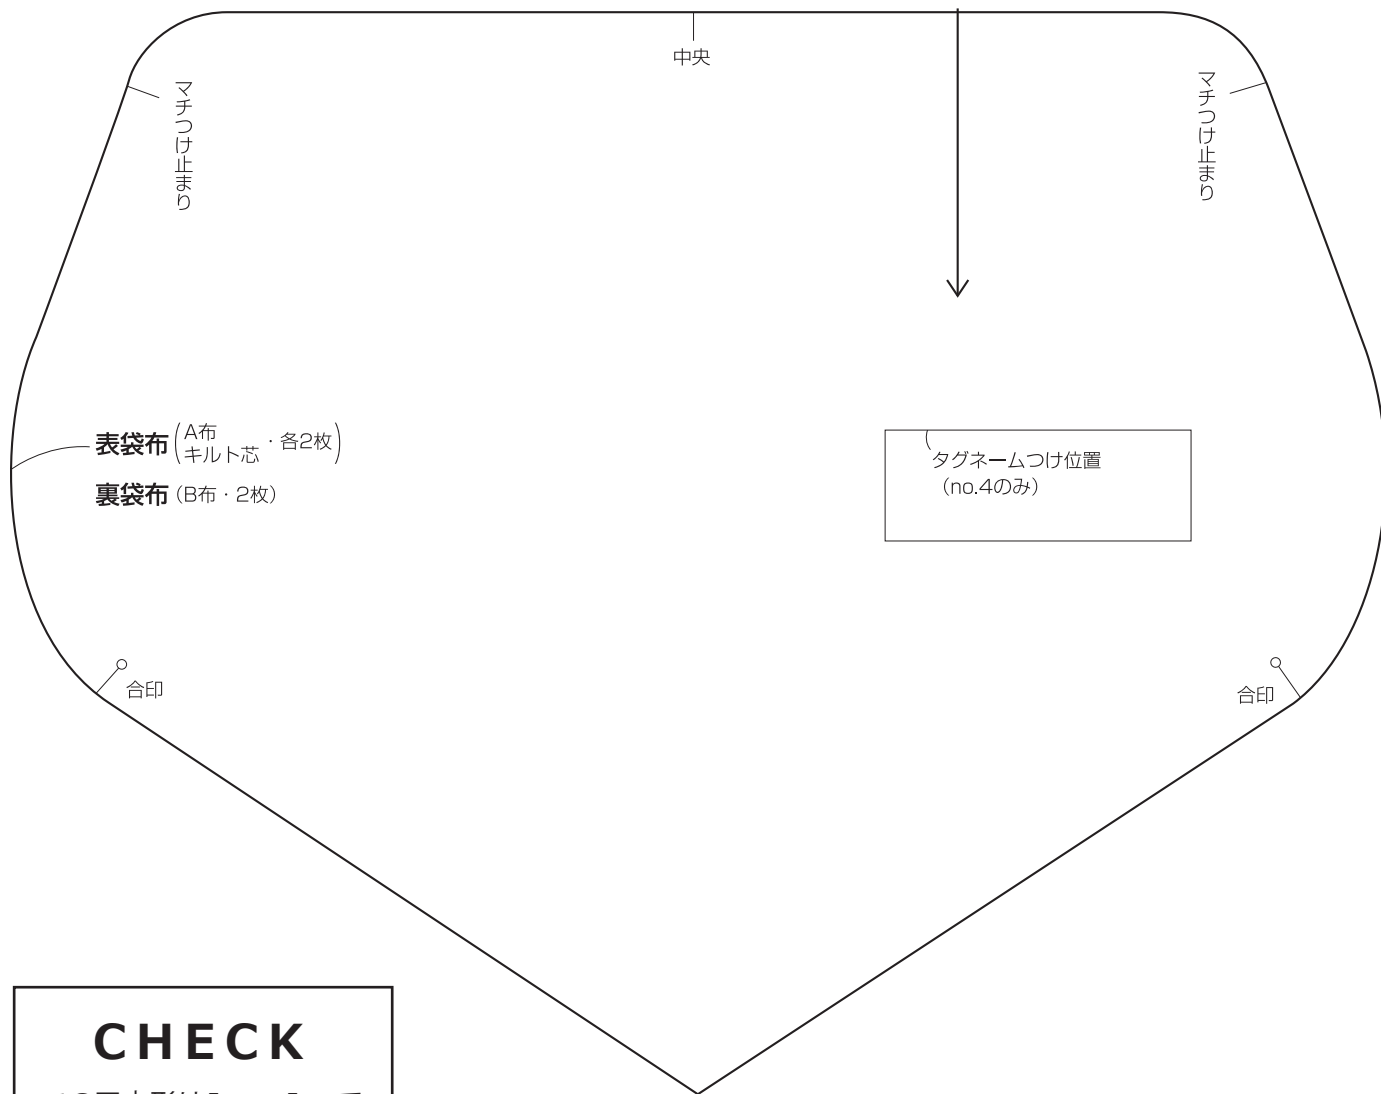 中央
マチつけ止まり
マチつけ止まり
表袋布(A布
キルト芯・各2枚)
裏袋布(B布・2枚)
タグネームつけ位置
(no.4のみ)
合印
合印
CHECK